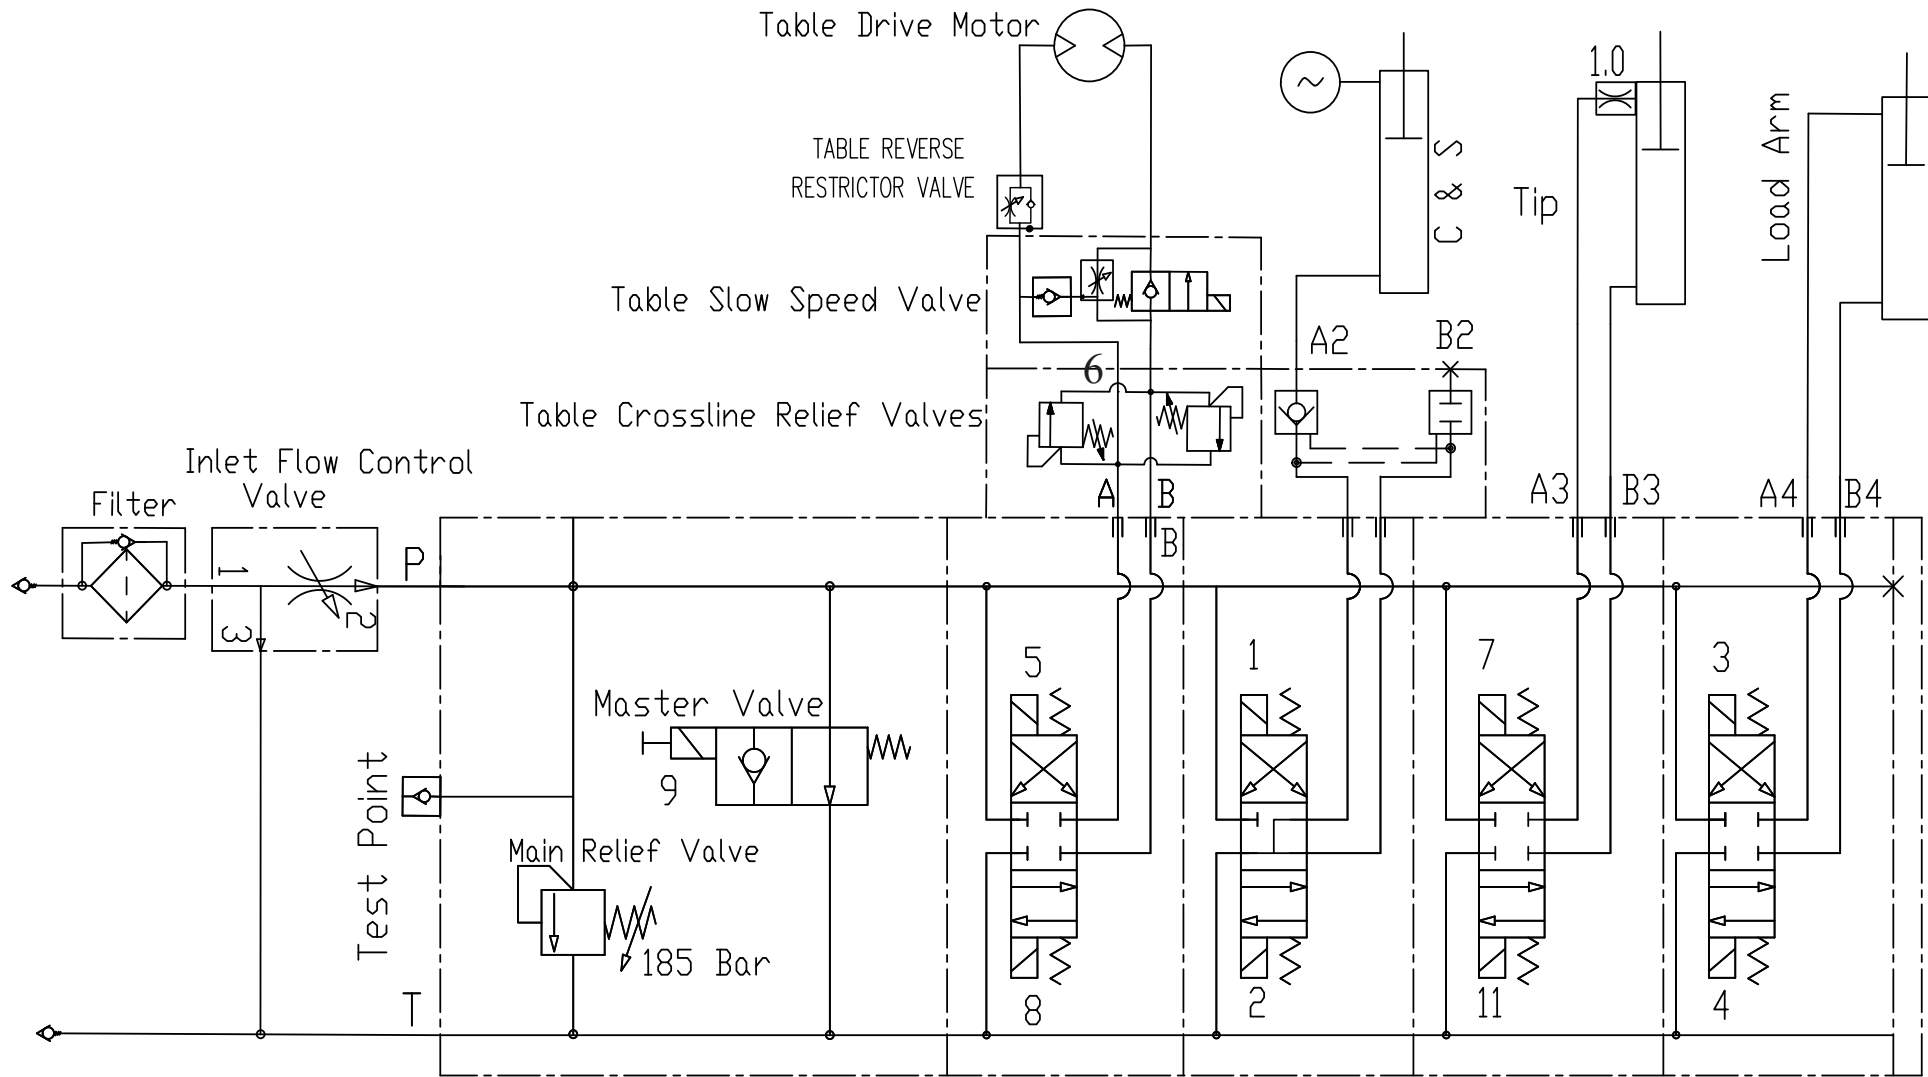 Table Drive Motor
1.0
TABLE REVERSE
RESTRICTOR VALVE
C & S
Tip
Load Arm
Table Slow Speed Valve
A2
B2
6
Table Crossline Relief Valves
Inlet Flow Control
Valve
Filter
A
B
A3
B3
A4
B4
B
P
1
2
3
5
1
7
3
Master Valve
9
Test Point
Main Relief Valve
185 Bar
T
8
2
11
4